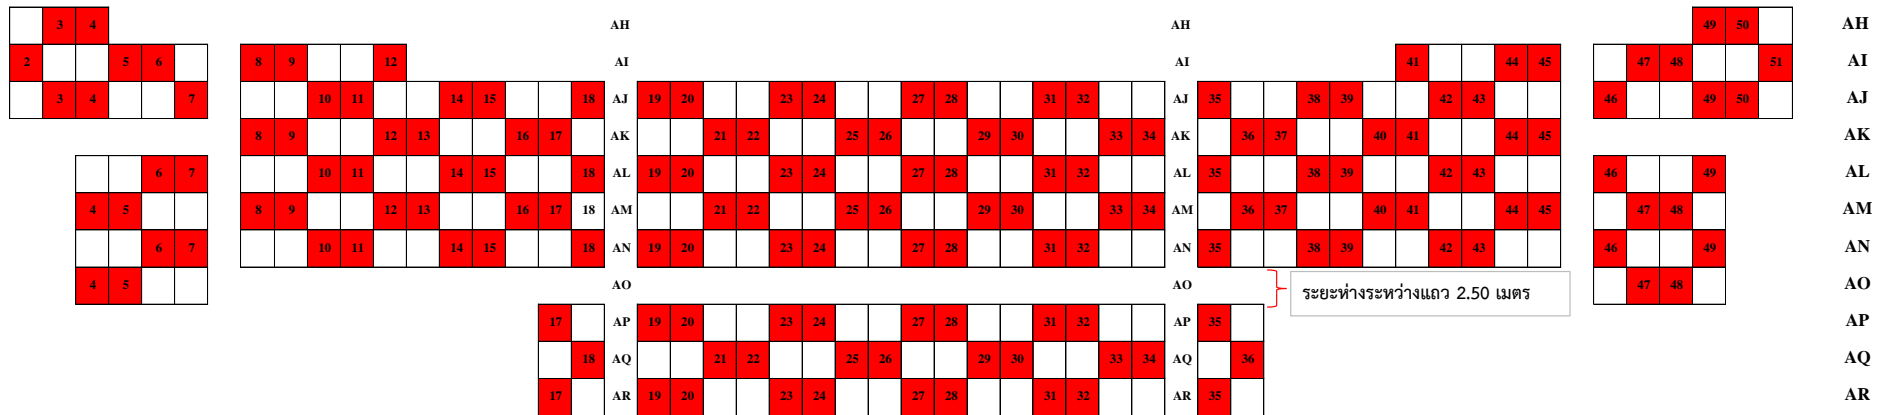 3 4 AH AH 49 50 AH
2 5 6 8 9 12 AI AI 41 44 45 47 48 51 AI
3 4 7 10 11 14 15 18 AJ 19 20 23 24 27 28 31 32 AJ 35 38 39 42 43 46 49 50 AJ
8 9 12 13 16 17 AK 21 22 25 26 29 30 33 34 AK 36 37 40 41 44 45 AK
6 7 10 11 14 15 18 AL 19 20 23 24 27 28 31 32 AL 35 38 39 42 43 46 49 AL
4 5 8 9 12 13 16 17 18 AM 21 22 25 26 29 30 33 34 AM 36 37 40 41 44 45 47 48 AM
6 7 10 11 14 15 18 AN 19 20 23 24 27 28 31 32 AN 35 38 39 42 43 46 49 AN
4 5 AO AO ระยะห่างระหว่างแถว 2.50 เมตร 47 48 AO
17 AP 19 20 23 24 27 28 31 32 AP 35 AP
18 AQ 21 22 25 26 29 30 33 34 AQ 36 AQ
17 AR 19 20 23 24 27 28 31 32 AR 35 AR